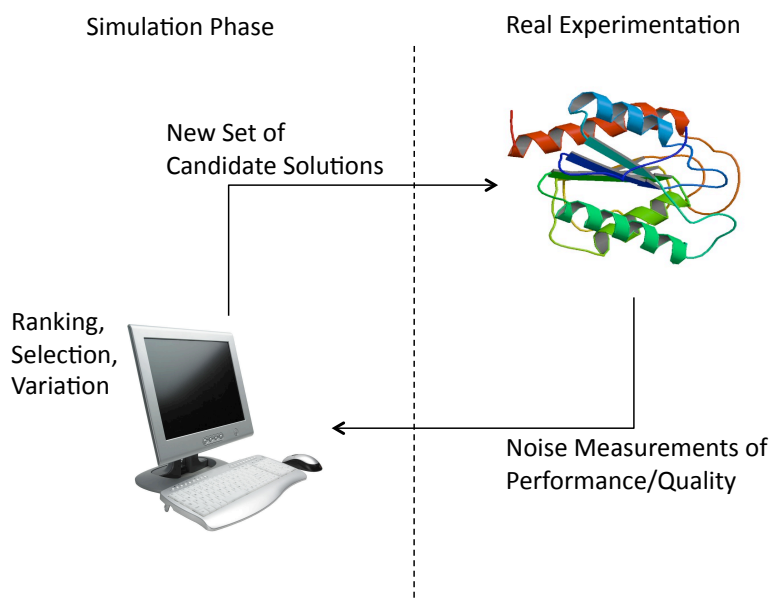 Simulation Phase
Real Experimentation
New Set of
Candidate Solutions
Ranking,
Selection,
Variation
Noise Measurements of
Performance/Quality